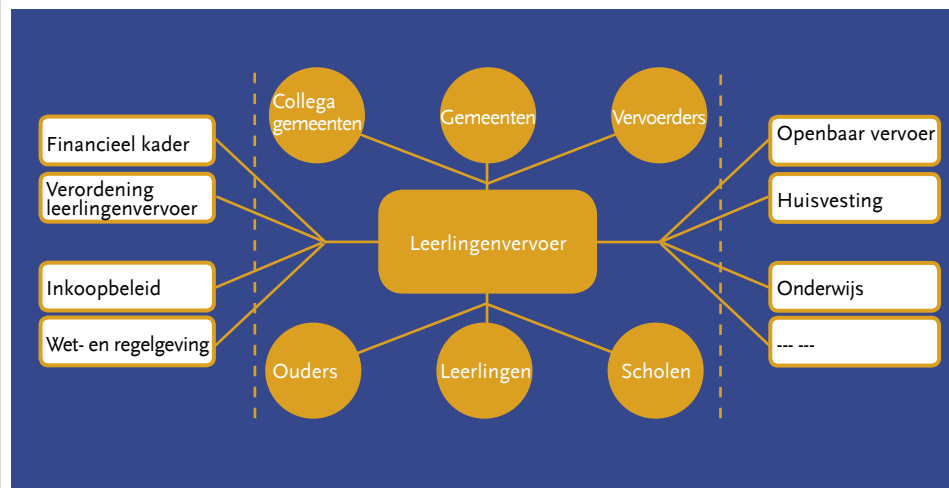 Collega
gemeenten
Gemeenten
Vervoerders
Financieel kader
Verordening
leerlingenvervoer
Inkoopbeleid
Wet- en regelgeving
Leerlingenvervoer
Openbaar vervoer
Huisvesting
Onderwijs
--- ---
Ouders
Leerlingen
Scholen